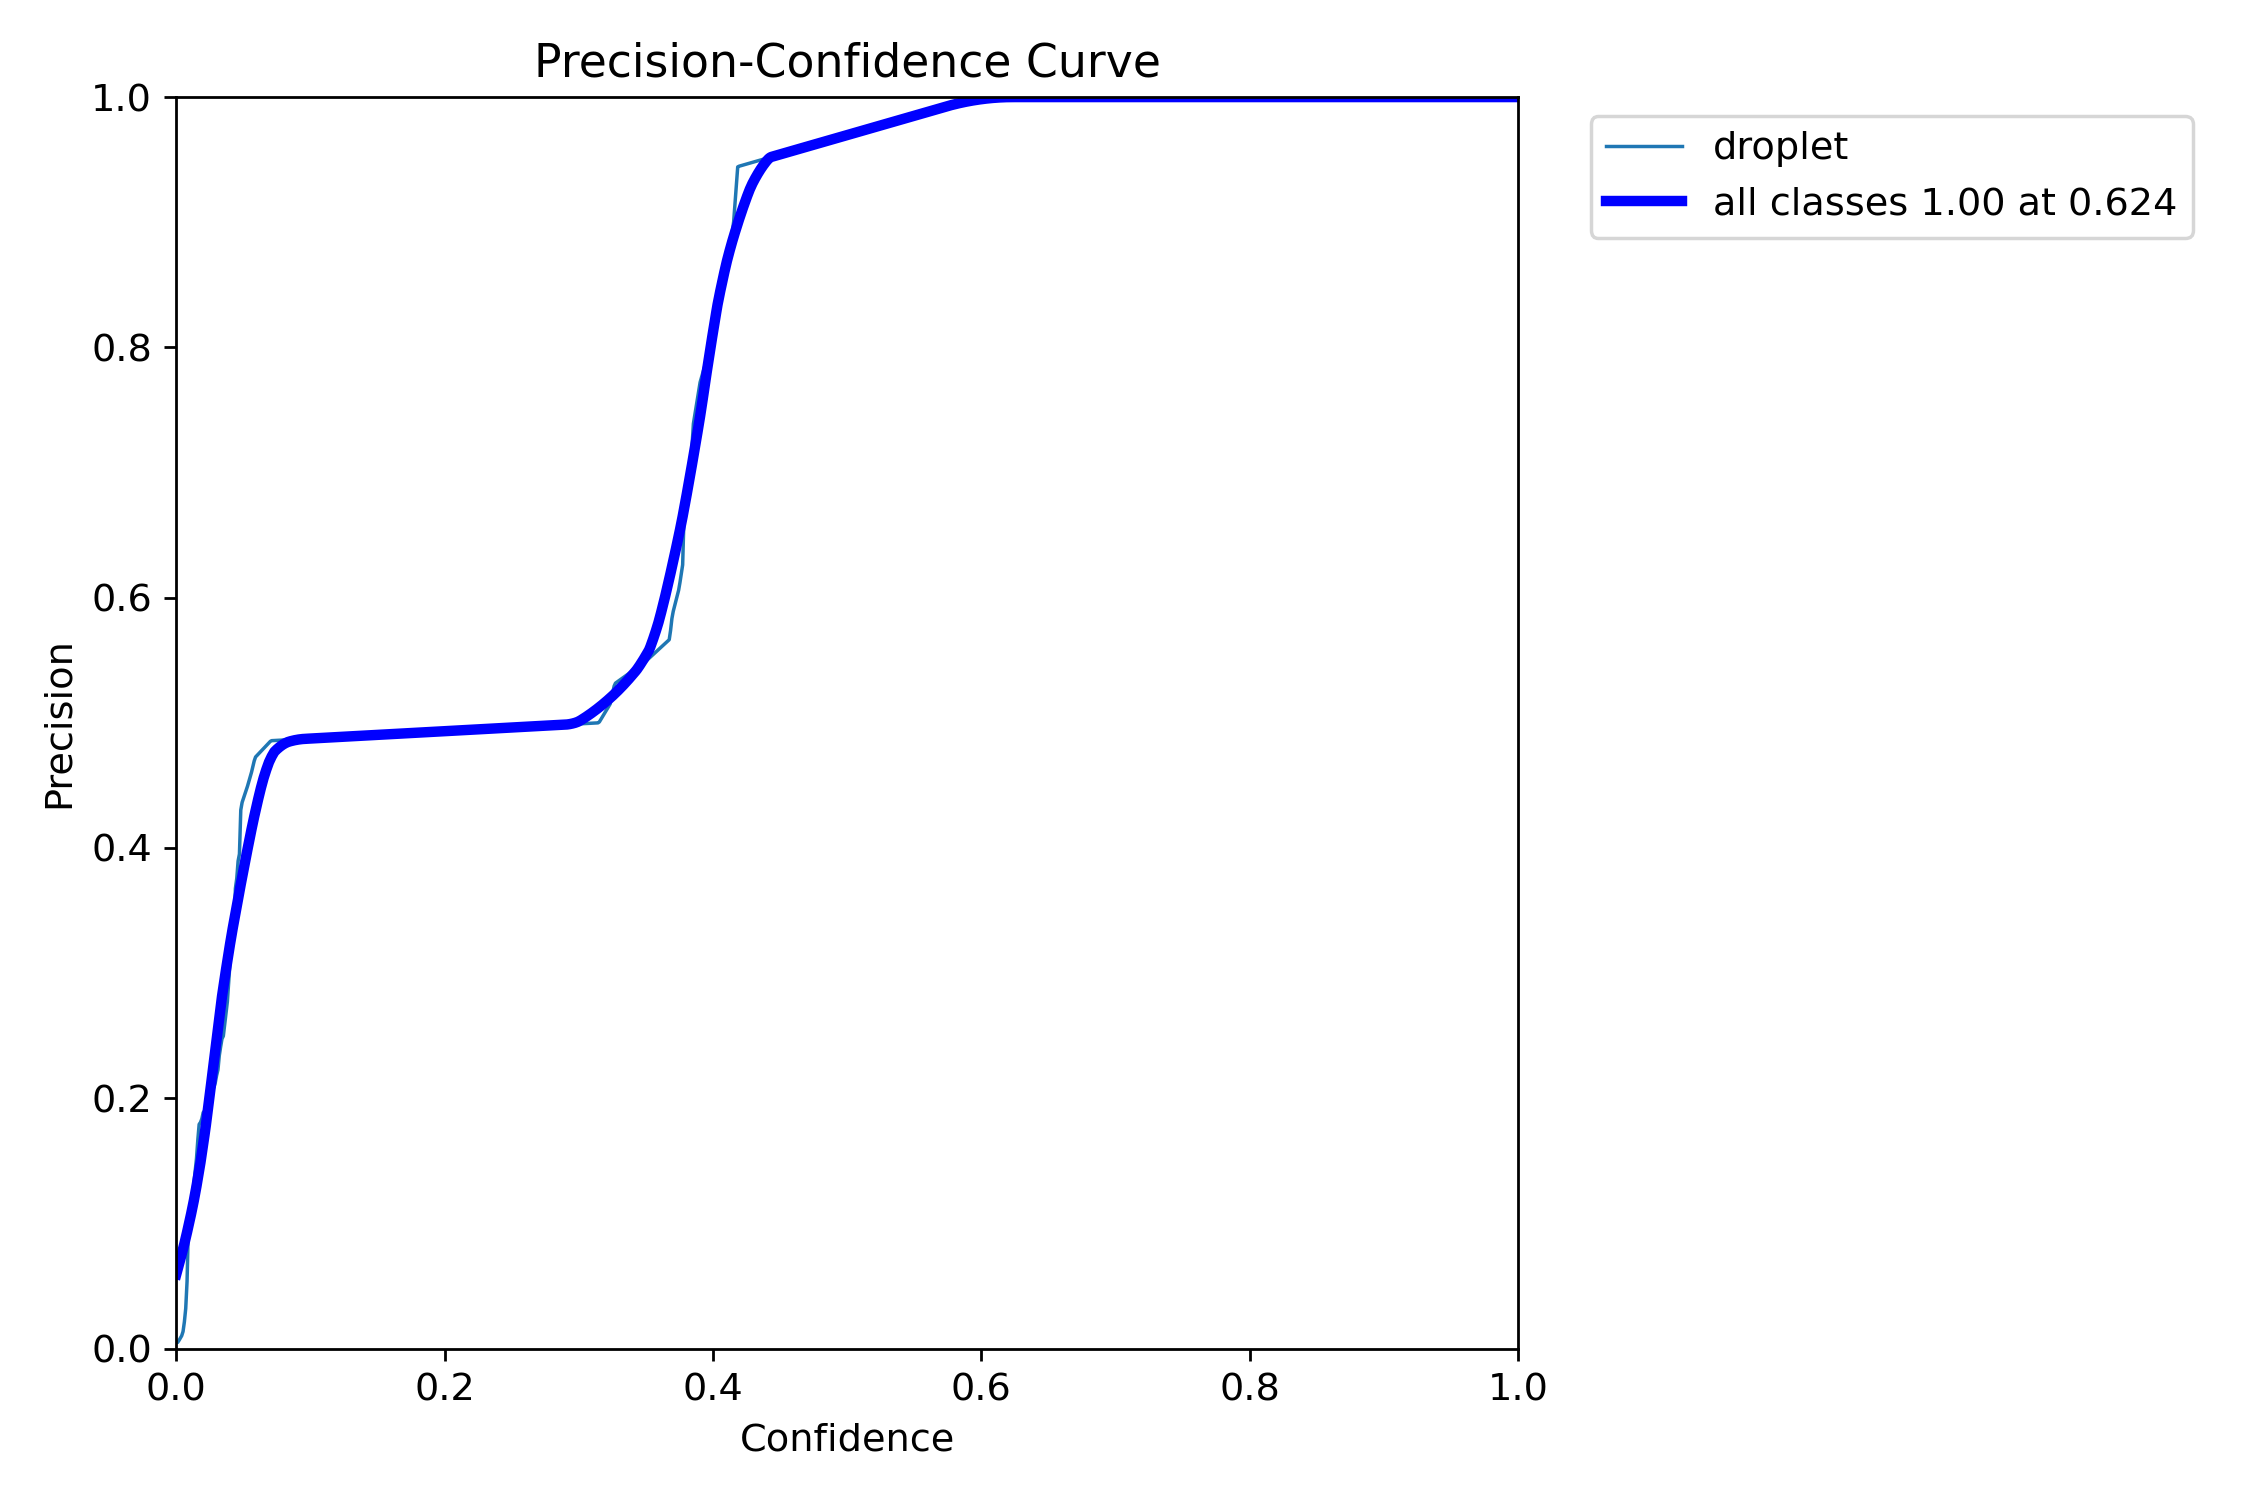 Precision-Confidence Curve
1.0
0.8
0.6
0.4
0.2
0.0
Precision
0.0 0.2 0.4 0.6 0.8 1.0
Confidence
droplet
all classes 1.00 at 0.624